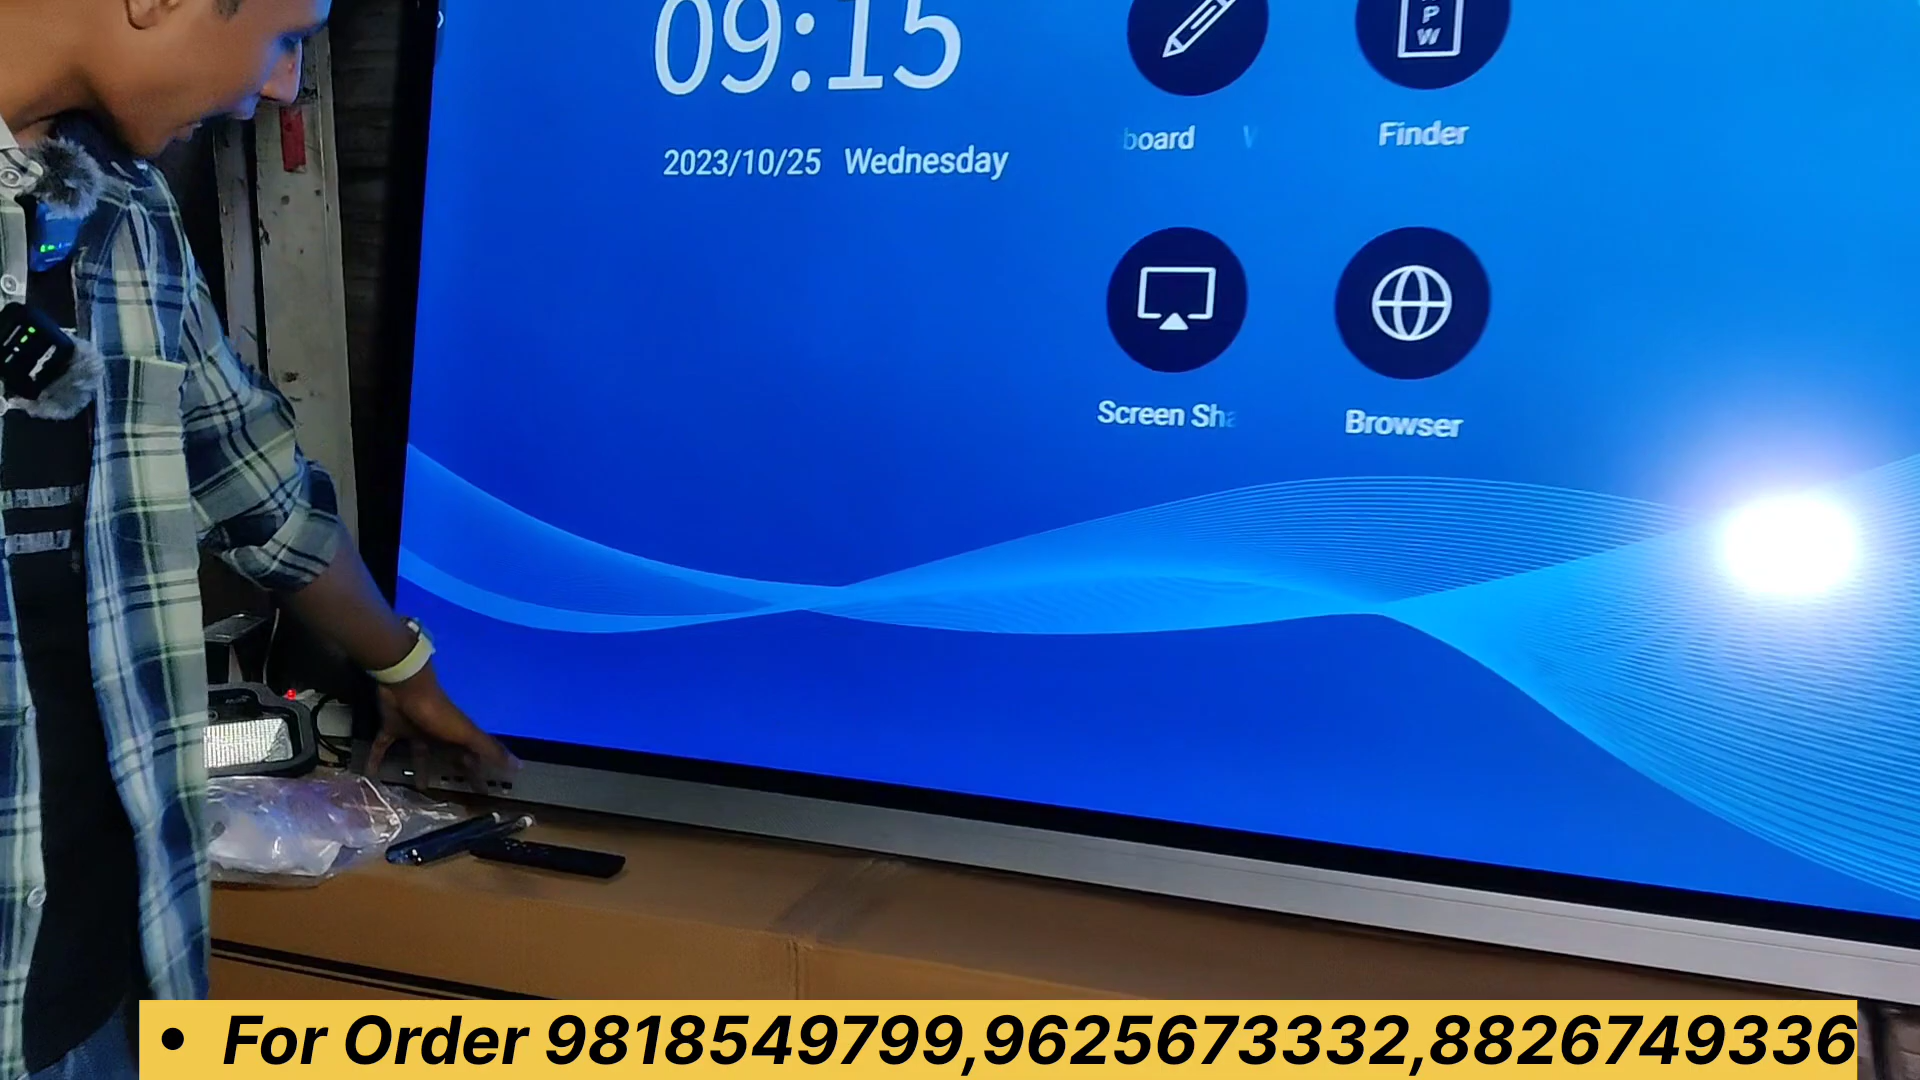 09:15
2023/10/25 Wednesday
board W
Finder
P
W
Screen Sha
Browser
• For Order 9818549799,9625673332,8826749336